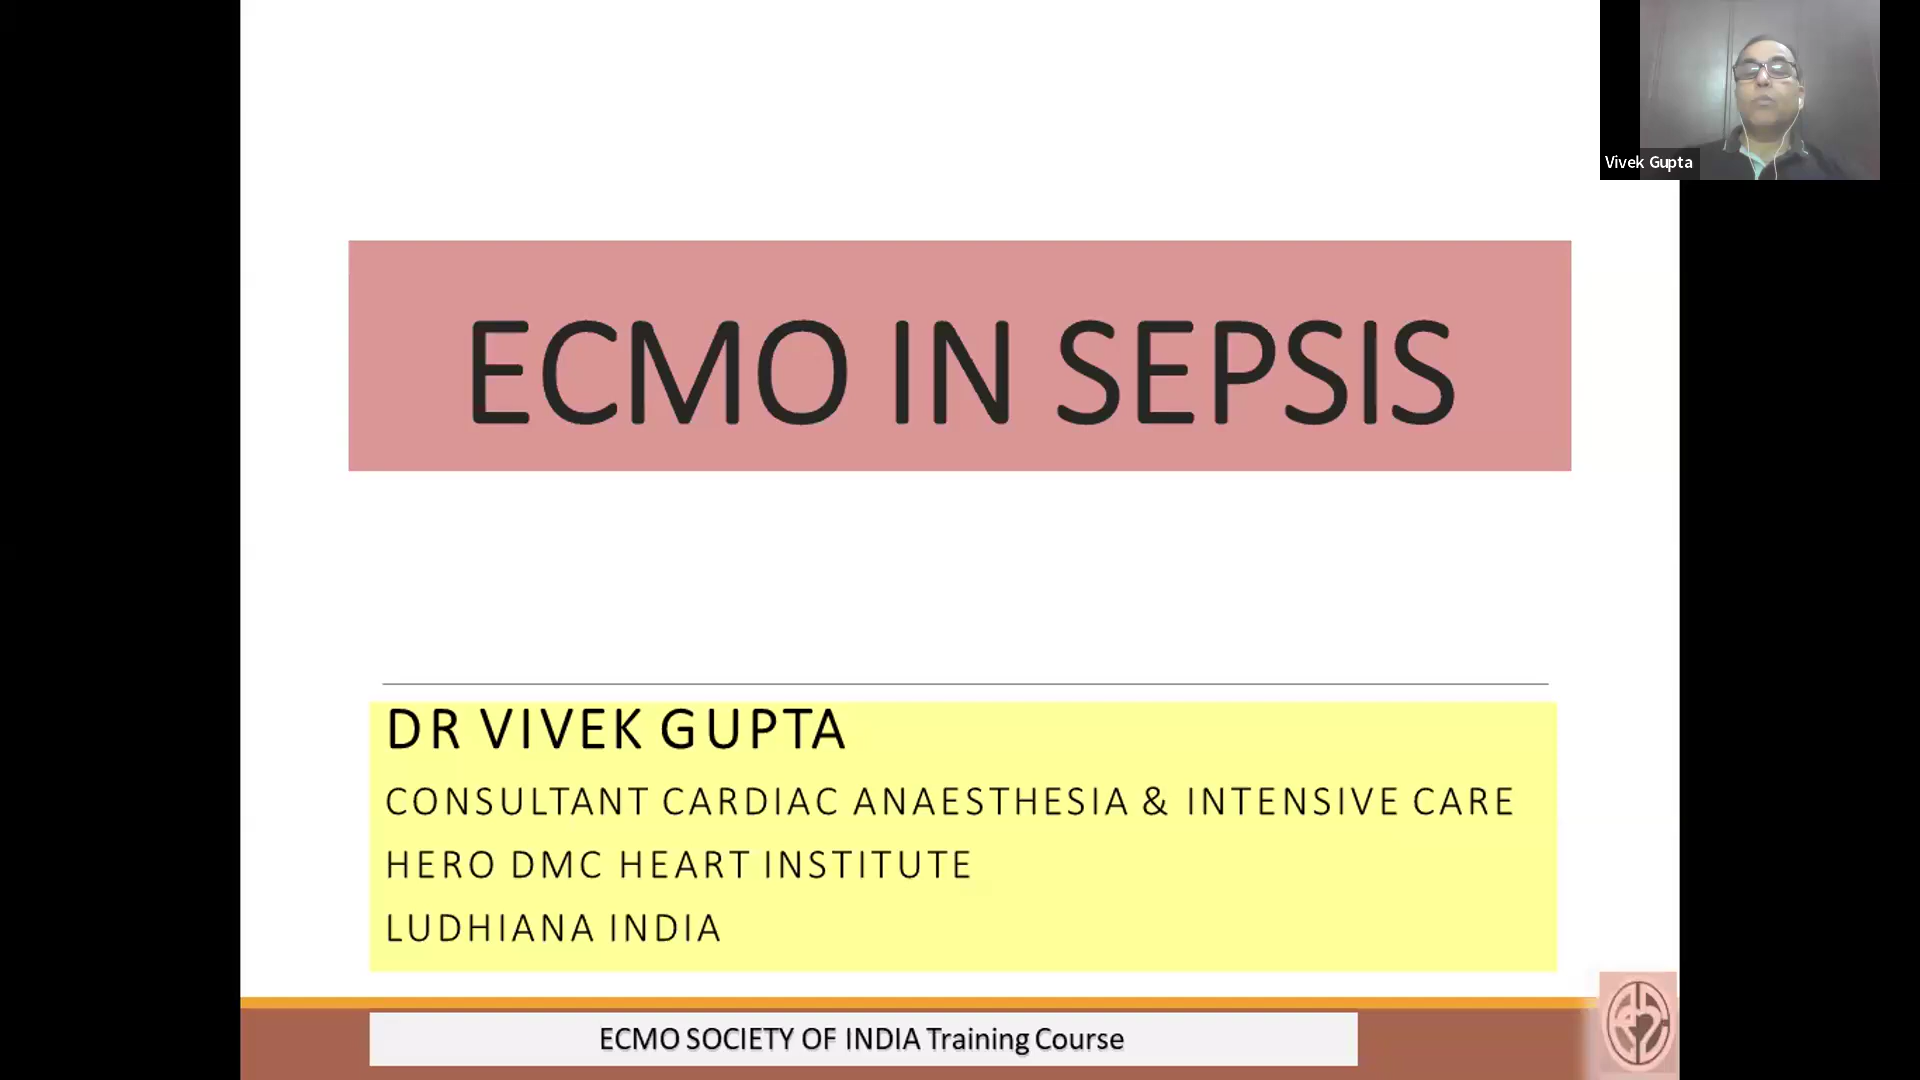 Vivek Gupta
ECMO IN SEPSIS
DR VIVEK GUPTA
CONSULTANT CARDIAC ANAESTHESIA & INTENSIVE CARE
HERO DMC HEART INSTITUTE
LUDHIANA INDIA
ECMO SOCIETY OF INDIA Training Course